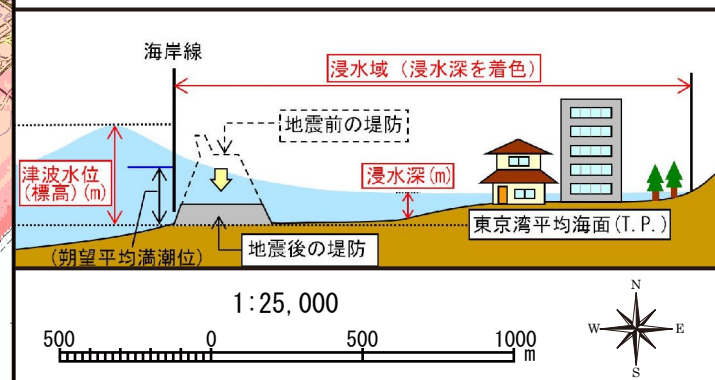 海岸線
浸水域（浸水深を着色）
地震前の堤防
津波水位
(標高)(m)
浸水深(m)
東京湾平均海面(T.P.)
(朔望平均満潮位)
地震後の堤防
1:25,000
500 0 500 1000
m
N
W E
S